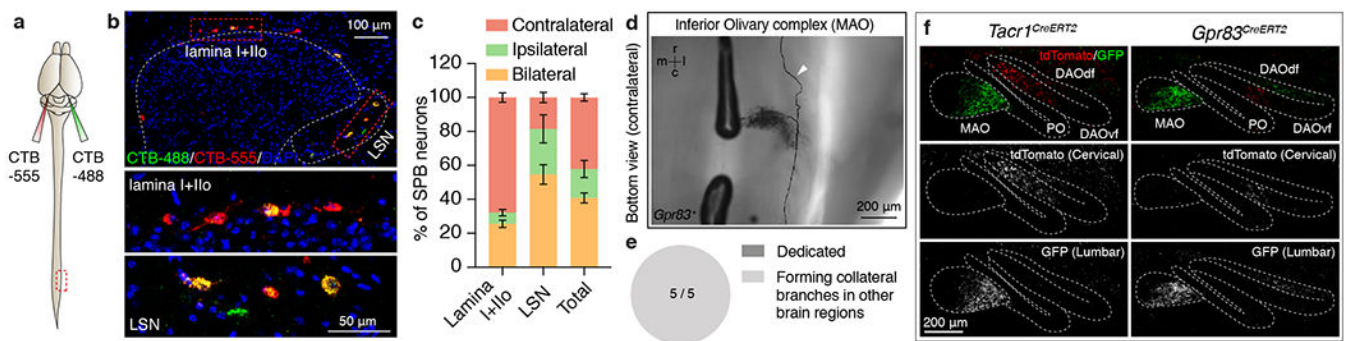 a
CTB
-555
CTB
-488
b
100 µm
lamina I+IIo
LSN
CTB-488/CTB-555/DAPI
lamina I+IIo
LSN
50 µm
c
Contralateral
Ipsilateral
Bilateral
% of SPB neurons
120
100
80
60
40
20
0
Lamina
I+IIo
LSN
Total
d
Inferior Olivary complex (MAO)
Bottom view (contralateral)
r
m
l
c
Gpr83+
200 µm
e
5 / 5
Dedicated
Forming collateral
branches in other
brain regions
f
Tacr1CreERT2
Gpr83CreERT2
tdTomato/GFP
DAOdf
MAO
PO
DAOvf
DAOdf
MAO
PO
DAOvf
tdTomato (Cervical)
tdTomato (Cervical)
GFP (Lumbar)
GFP (Lumbar)
200 µm